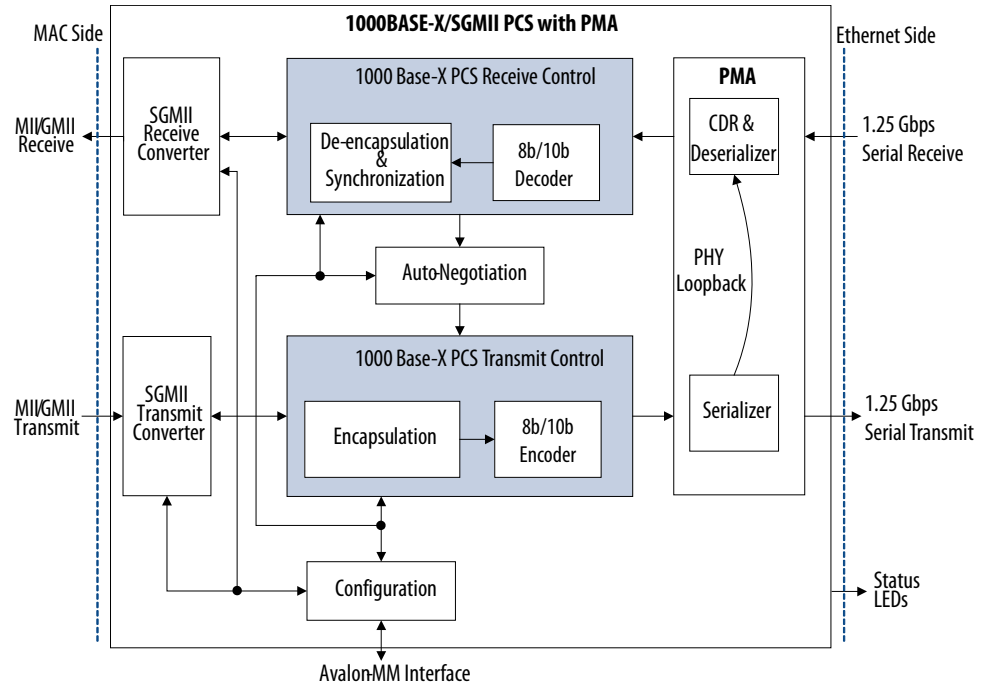 1000BASE-X/SGMII PCS with PMA
MAC Side
Ethernet Side
1000 Base-X PCS Receive Control
PMA
SGMII
Receive
Converter
MII/GMII
Receive
De-encapsulation
&
Synchronization
8b/10b
Decoder
CDR &
Deserializer
1.25 Gbps
Serial Receive
Auto-Negotiation
PHY
Loopback
1000 Base-X PCS Transmit Control
SGMII
Transmit
Converter
MII/GMII
Transmit
Encapsulation
8b/10b
Encoder
Serializer
1.25 Gbps
Serial Transmit
Configuration
Status
LEDs
Avalon-MM Interface